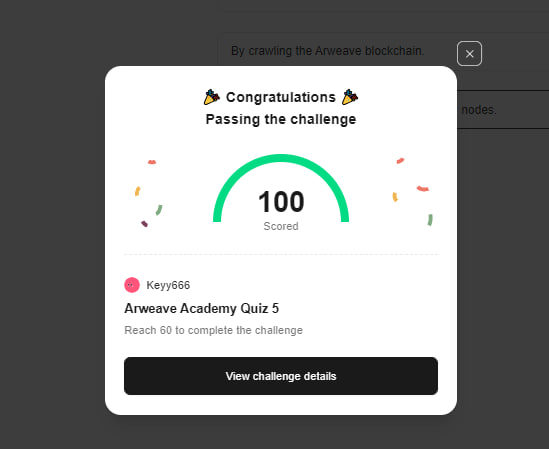 By crawling the Arweave blockchain.
🎉 Congratulations 🎉
Passing the challenge
nodes.
100
Scored
Keyy666
Arweave Academy Quiz 5
Reach 60 to complete the challenge
View challenge details